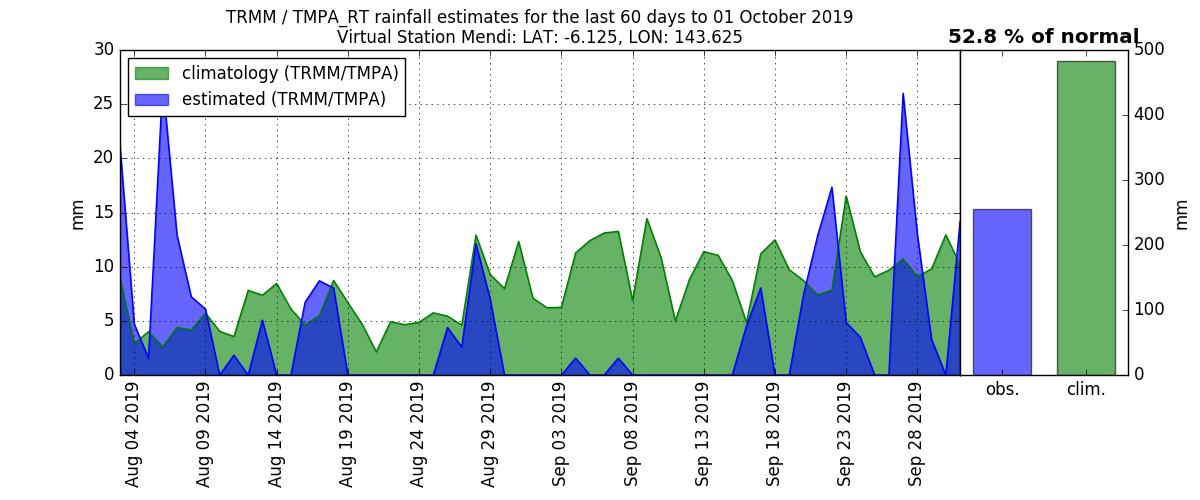 TRMM / TMPA_RT rainfall estimates for the last 60 days to 01 October 2019
Virtual Station Mendi: LAT: -6.125, LON: 143.625
52.8 % of normal
climatology (TRMM/TMPA)
estimated (TRMM/TMPA)
mm
30
25
20
15
10
5
0
Aug 04 2019
Aug 09 2019
Aug 14 2019
Aug 19 2019
Aug 24 2019
Aug 29 2019
Sep 03 2019
Sep 08 2019
Sep 13 2019
Sep 18 2019
Sep 23 2019
Sep 28 2019
500
400
300
200
100
0
mm
obs.
clim.